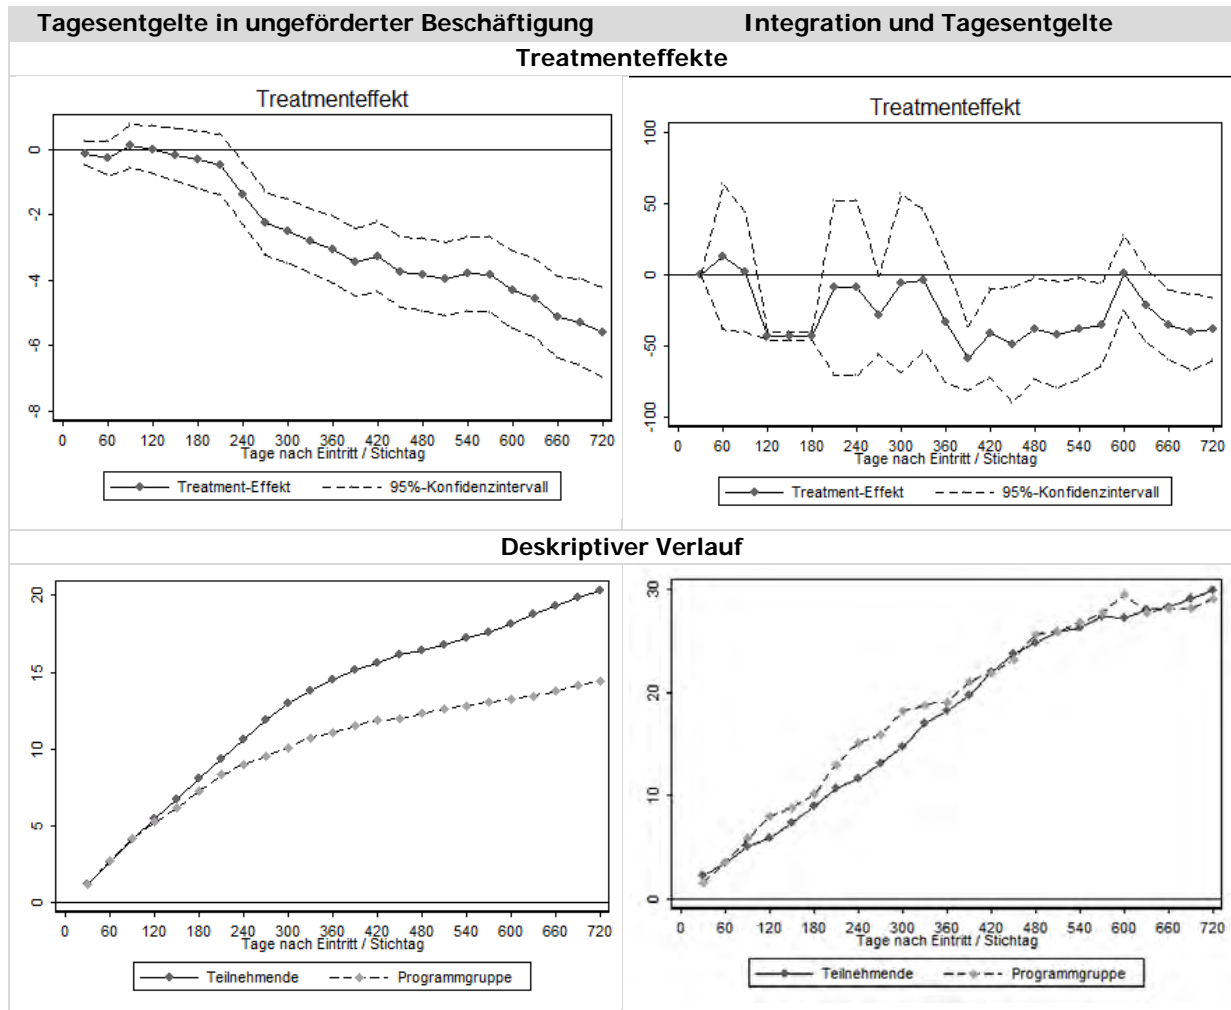 Tagesentgelte in ungeförderter Beschäftigung
Integration und Tagesentgelte
Treatmenteffekte
Treatmenteffekt
0
-2
-4
-6
-8
0 60 120 180 240 300 360 420 480 540 600 660 720
Tage nach Eintritt / Stichtag
Treatment-Effekt 95%-Konfidenzintervall
Treatmenteffekt
100
50
0
-50
-100
0 60 120 180 240 300 360 420 480 540 600 660 720
Tage nach Eintritt / Stichtag
Treatment-Effekt 95%-Konfidenzintervall
Deskriptiver Verlauf
20
15
10
5
0
0 60 120 180 240 300 360 420 480 540 600 660 720
Tage nach Eintritt / Stichtag
Teilnehmende Programmgruppe
30
20
10
0
0 60 120 180 240 300 360 420 480 540 600 660 720
Tage nach Eintritt / Stichtag
Teilnehmende Programmgruppe